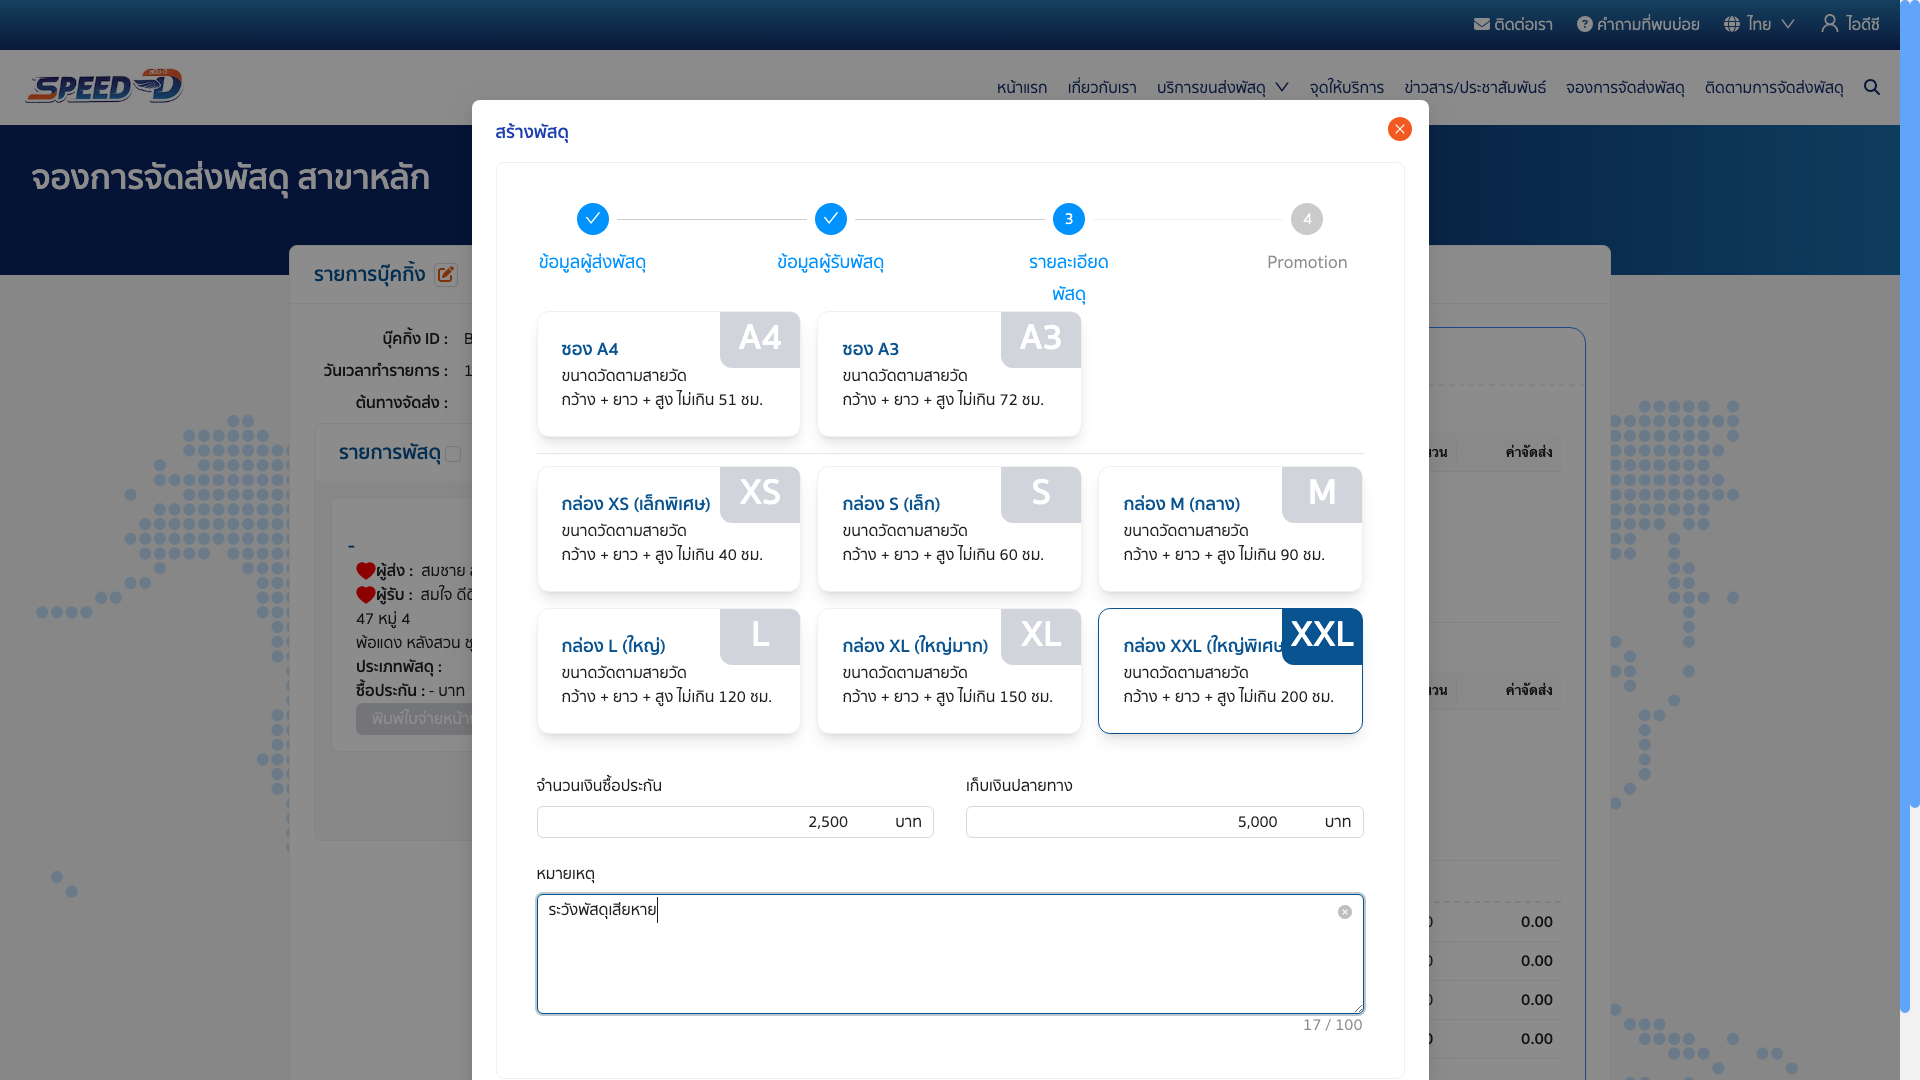 ติดต่อเรา
คำถามที่พบบ่อย
ไทย
ไอดีซี
SPEED-D
หน้าแรก
เกี่ยวกับเรา
บริการขนส่งพัสดุ
จุดให้บริการ
ข่าวสาร/ประชาสัมพันธ์
จองการจัดส่งพัสดุ
ติดตามการจัดส่งพัสดุ
จองการจัดส่งพัสดุ สาขาหลัก
รายการบุ๊คกิ้ง
บุ๊คกิ้ง ID :
วันเวลาทำรายการ : 1
ต้นทางจัดส่ง :
รายการพัสดุ
-
ผู้ส่ง : สมชาย
ผู้รับ : สมใจ
47 หมู่ 4
พ้อแดง หลังสวน
ประเภทพัสดุ :
ซื้อประกัน : - บาท
พิมพ์ใบจ่ายหน้า
สร้างพัสดุ
3
4
ข้อมูลผู้ส่งพัสดุ
ข้อมูลผู้รับพัสดุ
รายละเอียด
พัสดุ
Promotion
ซอง A4
A4
ขนาดวัดตามสายวัด
กว้าง + ยาว + สูง ไม่เกิน 51 ซม.
ซอง A3
A3
ขนาดวัดตามสายวัด
กว้าง + ยาว + สูง ไม่เกิน 72 ซม.
กล่อง XS (เล็กพิเศษ)
XS
ขนาดวัดตามสายวัด
กว้าง + ยาว + สูง ไม่เกิน 40 ซม.
กล่อง S (เล็ก)
S
ขนาดวัดตามสายวัด
กว้าง + ยาว + สูง ไม่เกิน 60 ซม.
กล่อง M (กลาง)
M
ขนาดวัดตามสายวัด
กว้าง + ยาว + สูง ไม่เกิน 90 ซม.
กล่อง L (ใหญ่)
L
ขนาดวัดตามสายวัด
กว้าง + ยาว + สูง ไม่เกิน 120 ซม.
กล่อง XL (ใหญ่มาก)
XL
ขนาดวัดตามสายวัด
กว้าง + ยาว + สูง ไม่เกิน 150 ซม.
กล่อง XXL (ใหญ่พิเศษ
XXL
ขนาดวัดตามสายวัด
กว้าง + ยาว + สูง ไม่เกิน 200 ซม.
จำนวนเงินซื้อประกัน
2,500 บาท
เก็บเงินปลายทาง
5,000 บาท
หมายเหตุ
ระวังพัสดุเสียหาย
17 / 100
ค่าจัดส่ง
ค่าจัดส่ง
0.00
0.00
0.00
0.00